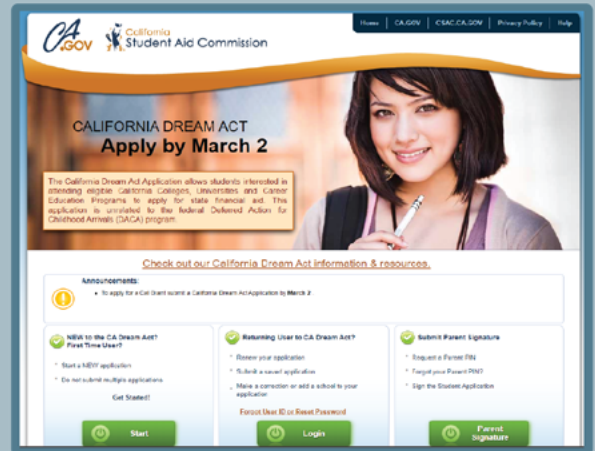 Home | CA.GOV | CSAC.CA.GOV | Privacy Policy | Help
CA.GOV
California
Student Aid Commission
CALIFORNIA DREAM ACT
Apply by March 2
The California Dream Act Application allows students interested in
attending eligible California Colleges, Universities and Career
Education Programs to apply for state financial aid. This
application is unrelated to the federal Deferred Action for
Childhood Arrivals (DACA) program.
Check out our California Dream Act information & resources.
Announcements:
• To apply for a Cal Grant submit a California Dream Act Application by March 2.
NEW to the CA Dream Act?
First Time User?
* Start a NEW application
* Do not submit multiple applications
Get Started!
Start
Returning User to CA Dream Act?
* Renew your application
* Submit a saved application
* Make a correction or add a school to your
application
Forgot User ID or Reset Password
Login
Submit Parent Signature
* Request a Parent PIN
* Forgot your Parent PIN?
* Sign the Student Application
Parent
Signature